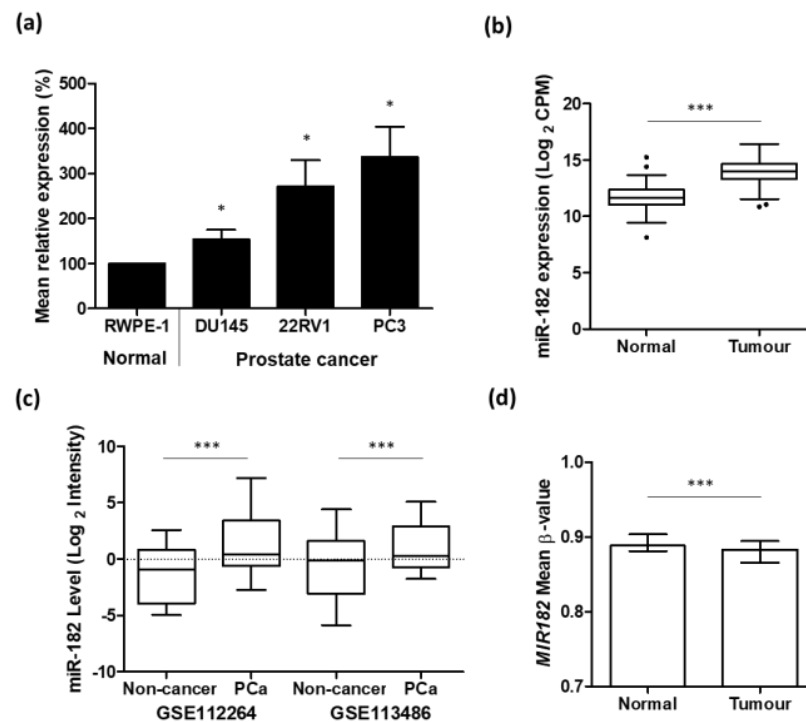 (a)
Mean relative expression (%)
500
400
300
200
100
0
*
*
*
RWPE-1 DU145 22RV1 PC3
Normal Prostate cancer
(b)
miR-182 expression (Log 2 CPM)
20
15
10
5
0
***
Normal Tumour
(c)
miR-182 Level (Log 2 Intensity)
10
5
0
-5
-10
*** ***
Non-cancer PCa Non-cancer PCa
GSE112264 GSE113486
(d)
MIR182 Mean β-value
1.0
0.9
0.8
0.7
***
Normal Tumour